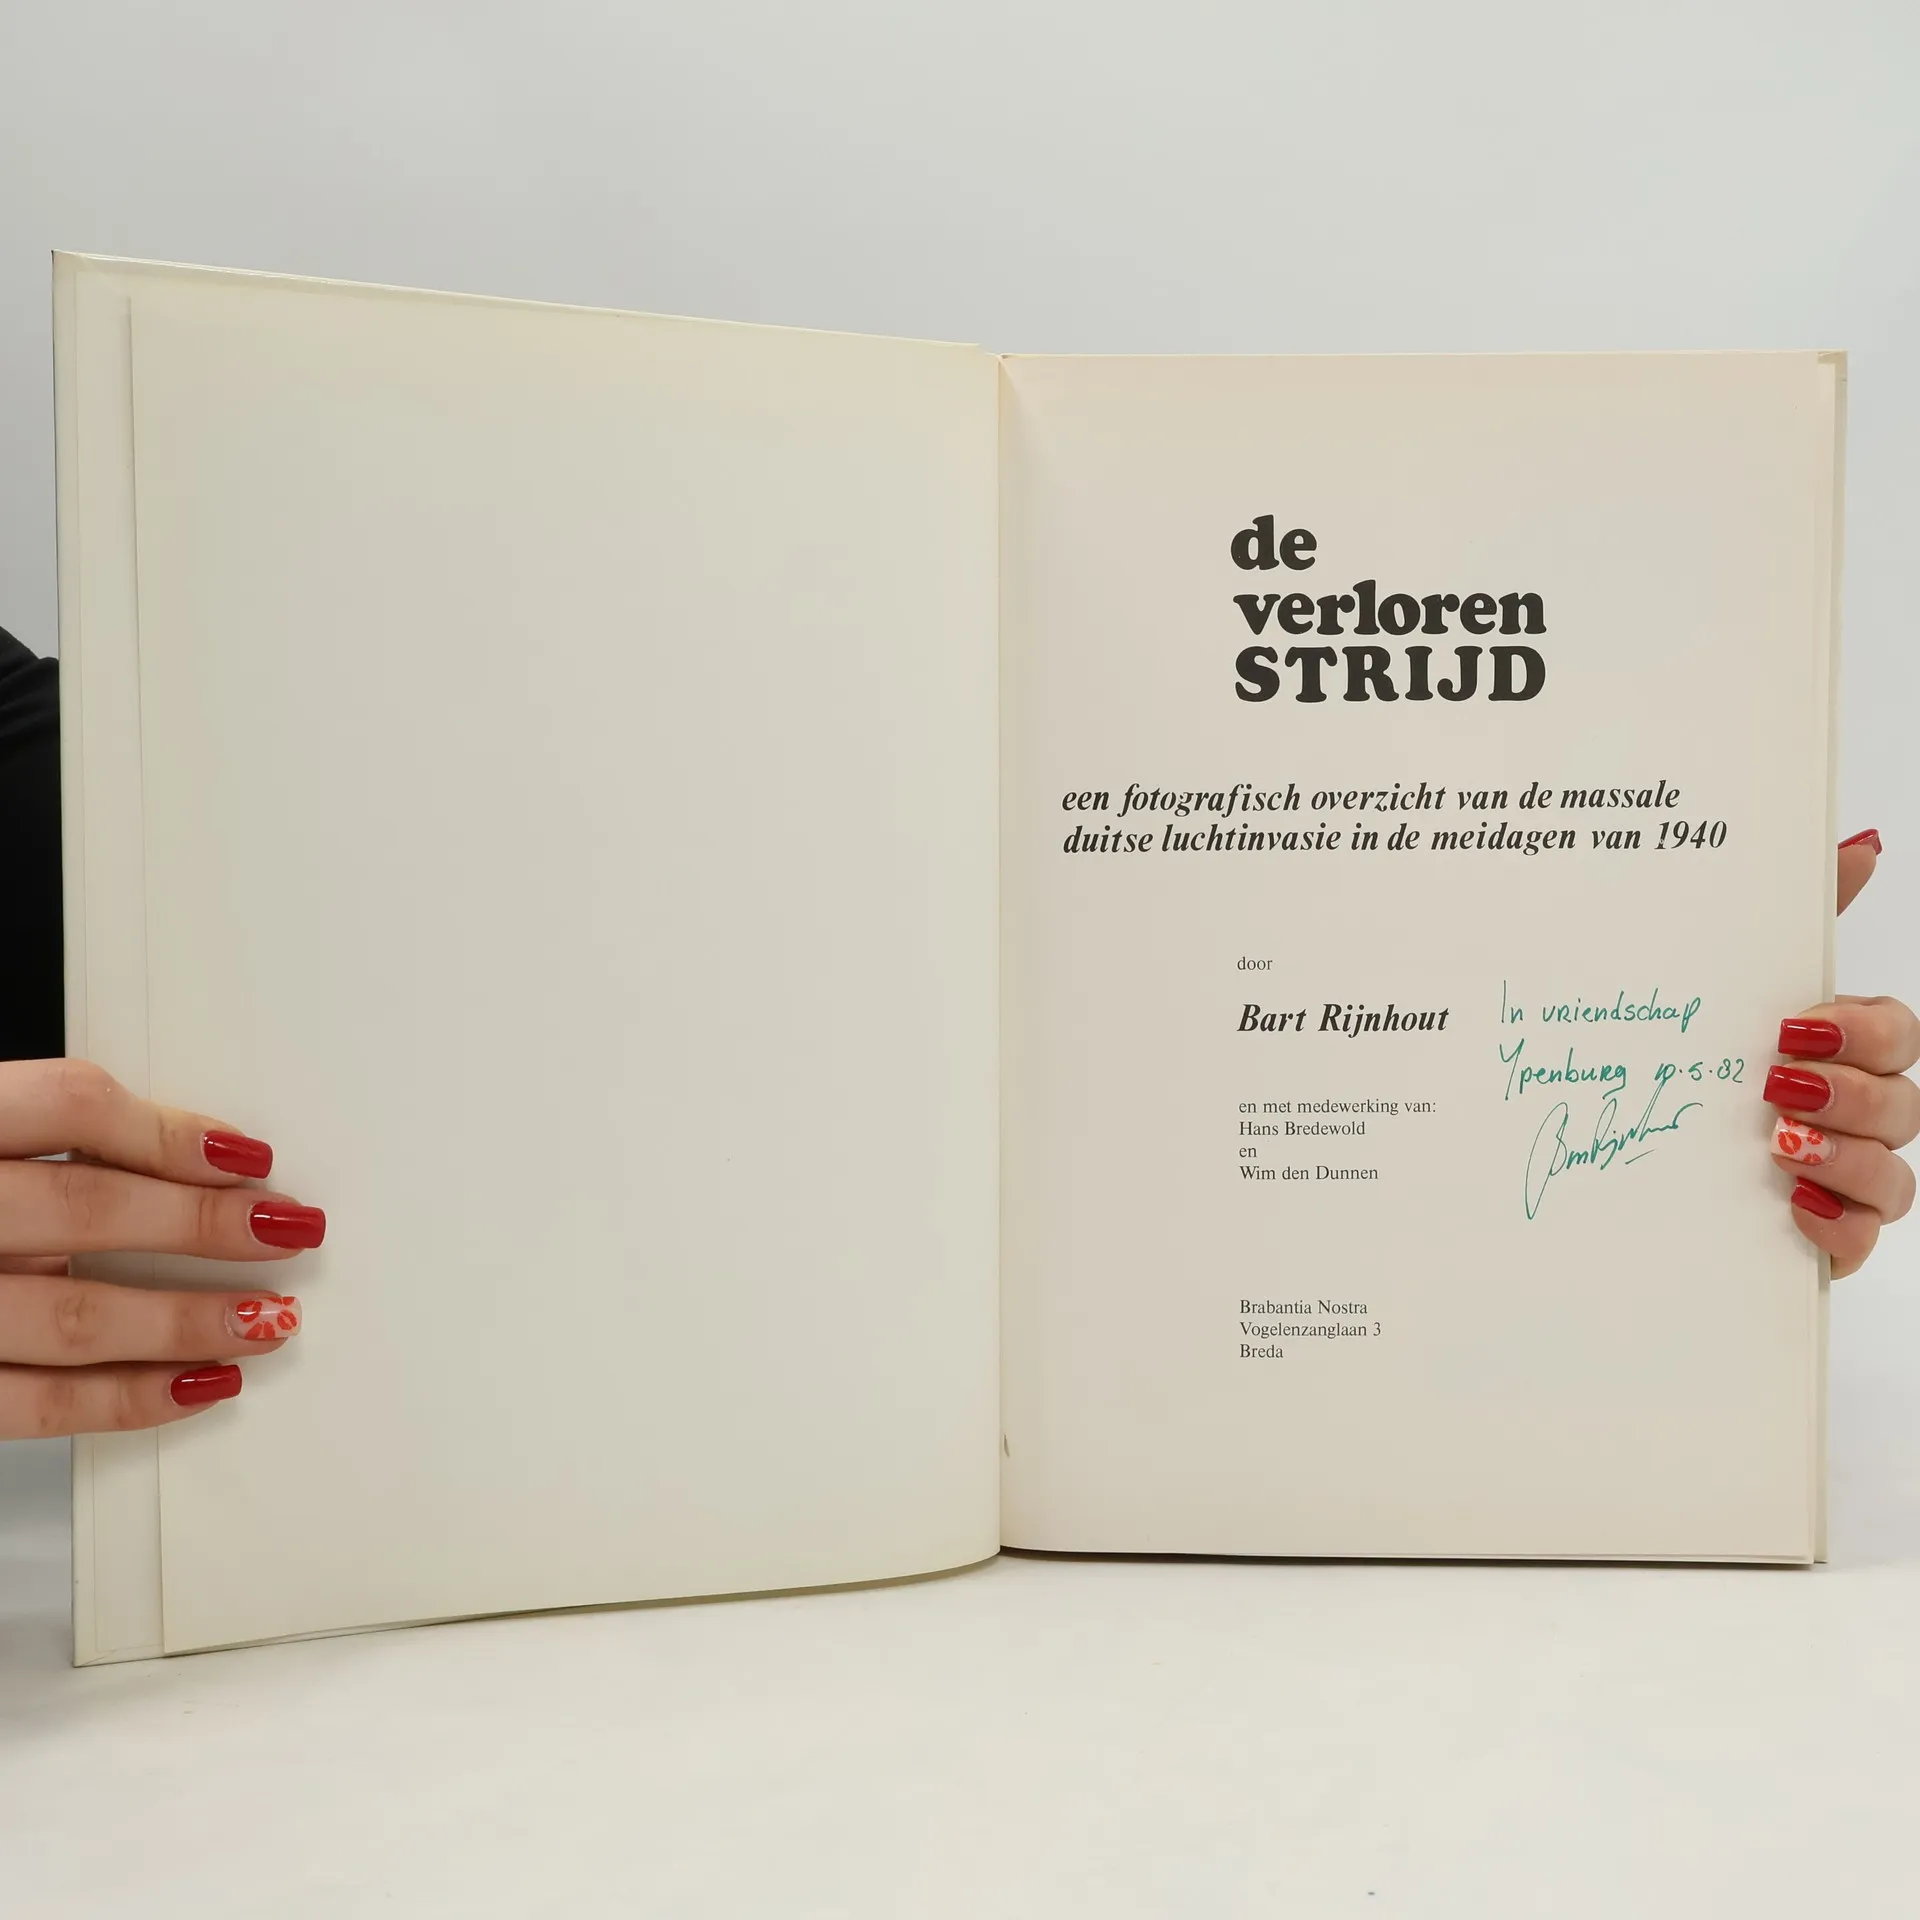 de
verloren
STRIJD
een fotografisch overzicht van de massale
duitse luchtinvasie in de meidagen van 1940
door
Bart Rijnhout
In vriendschap
Ypenburg 10.5.82
en met medewerking van:
Hans Bredewold
en
Wim den Dunnen
Brabantia Nostra
Vogelenzanglaan 3
Breda